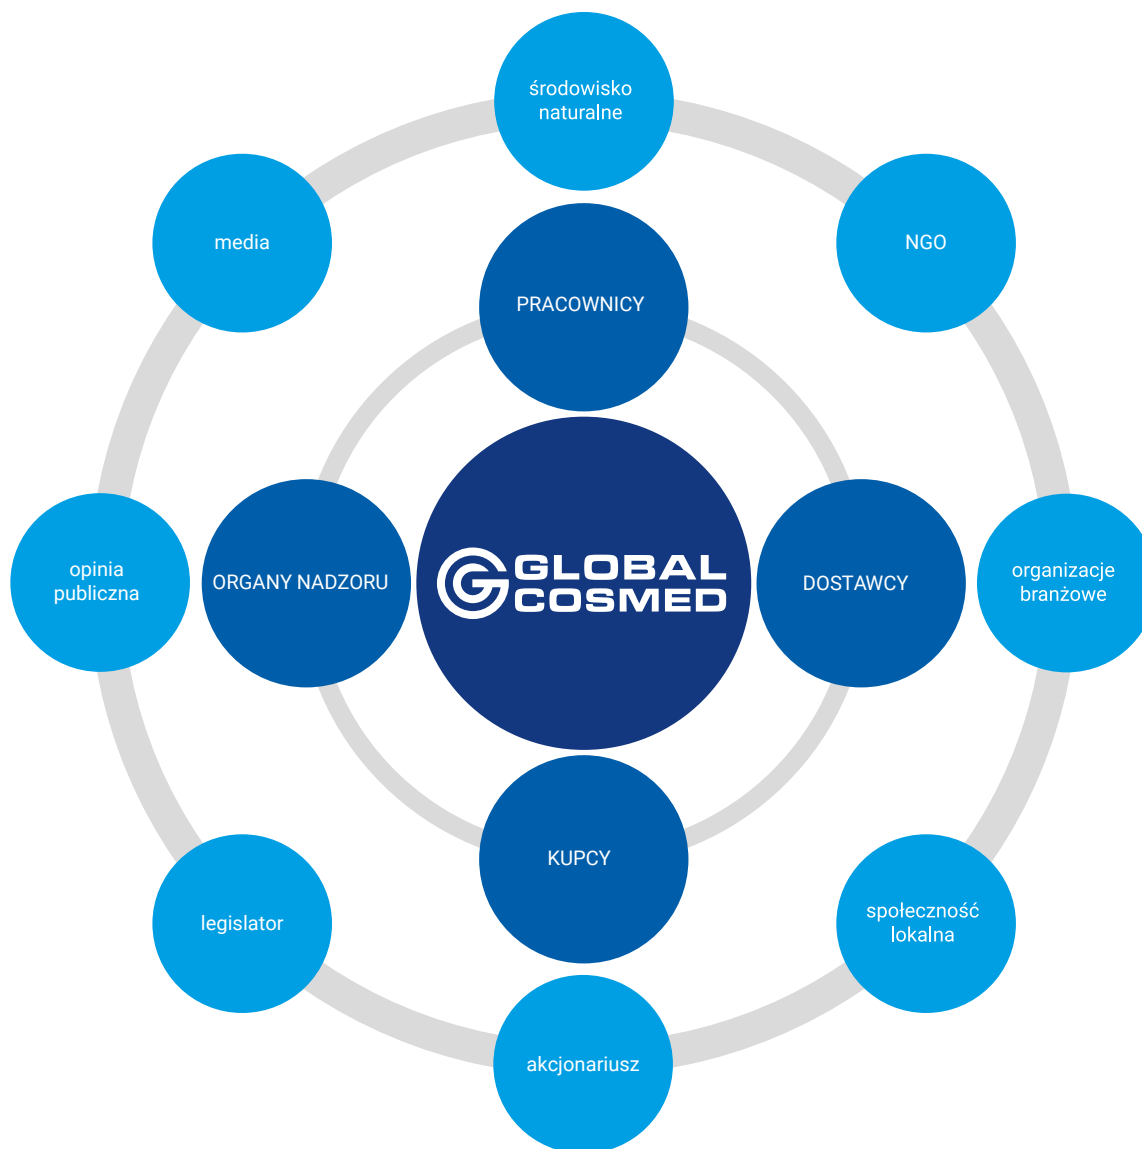 środowisko
naturalne
media
NGO
PRACOWNICY
opinia
publiczna
ORGANY NADZORU
GLOBAL
COSMED
DOSTAWCY
organizacje
branżowe
KUPCY
legislator
społeczność
lokalna
akcjonariusz